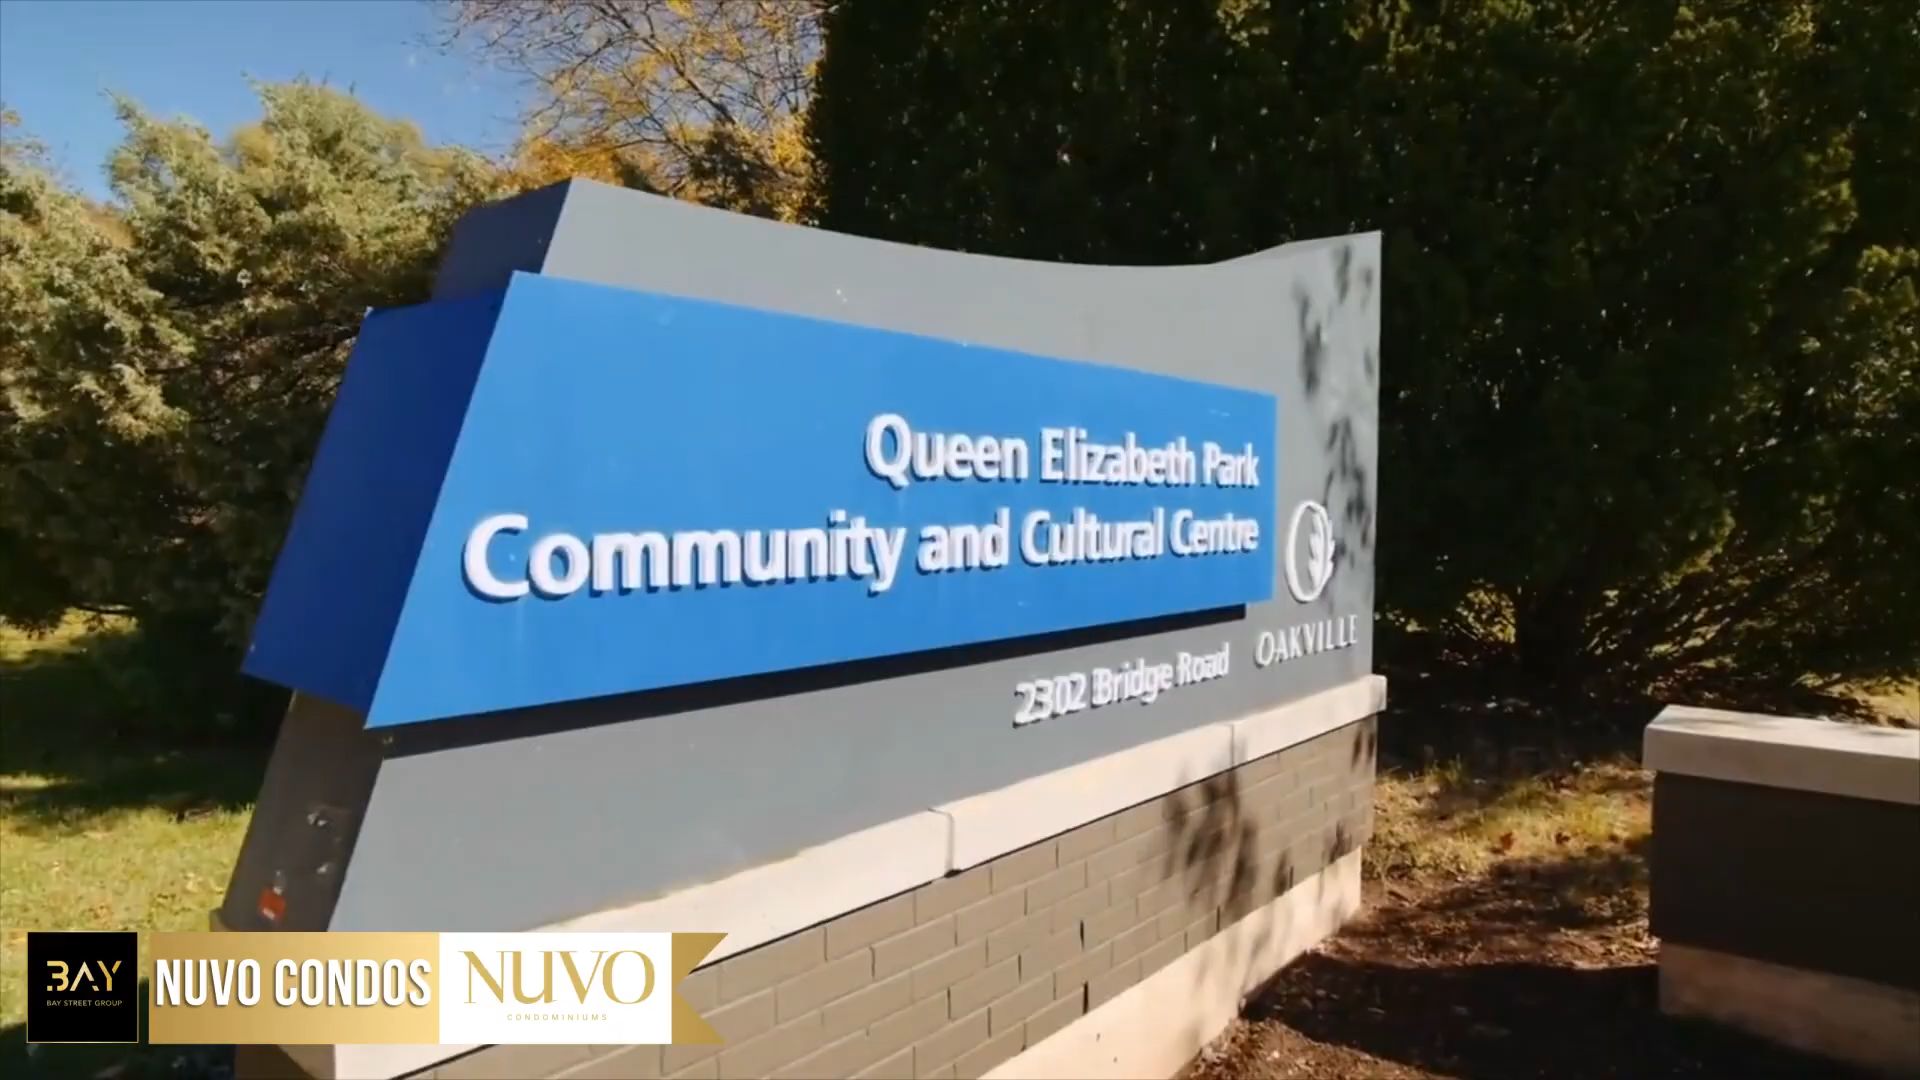 Queen Elizabeth Park
Community and Cultural Centre
2302 Bridge Road
OAKVILLE
BAY
BAY STREET GROUP
NUVO CONDOS
NUVO
CONDOMINIUMS